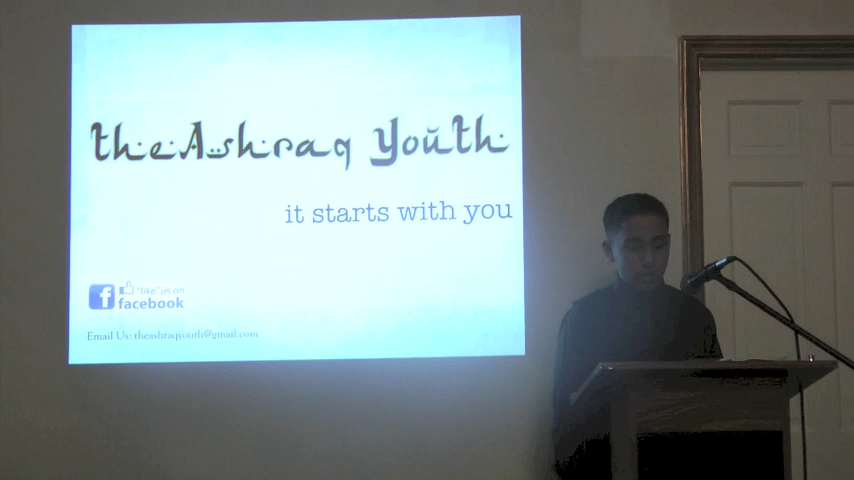 theAshraq Youth
it starts with you
"like" us on
facebook
Email Us: theashraqyouth@gmail.com